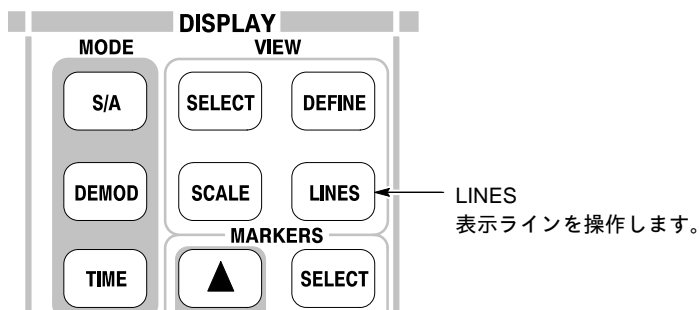 DISPLAY
MODE VIEW
S/A SELECT DEFINE
DEMOD SCALE LINES
LINES
表示ラインを操作します。
MARKERS
TIME SELECT